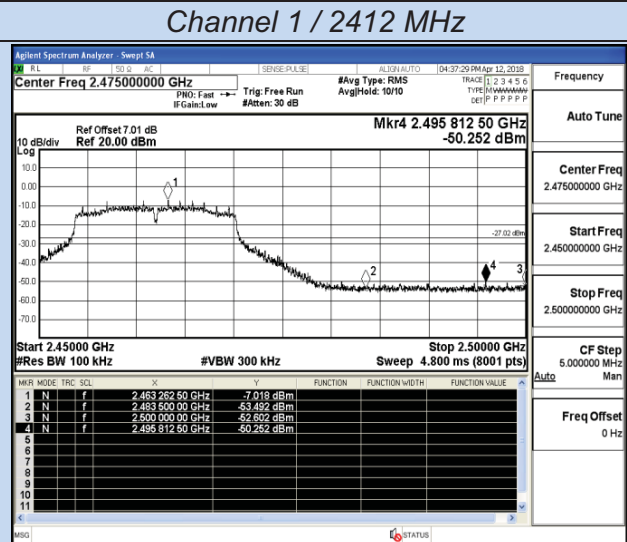 Channel 1 / 2412 MHz
Agilent Spectrum Analyzer - Swept SA
RL RF 50 Ω AC SENSE:PULSE ALIGN AUTO 04:37:29 PM Apr 12, 2018
Center Freq 2.475000000 GHz
PNO: Fast
IFGain:Low
Trig: Free Run
#Atten: 30 dB
#Avg Type: RMS
Avg|Hold: 10/10
TRACE 1 2 3 4 5 6
TYPE M WWWWW
DET P P P P P P
Frequency
Auto Tune
Center Freq
2.475000000 GHz
Start Freq
2.450000000 GHz
Stop Freq
2.500000000 GHz
CF Step
5.000000 MHz
Auto Man
Freq Offset
0 Hz
Mkr4 2.495 812 50 GHz
-50.252 dBm
Ref Offset 7.01 dB
10 dB/div Ref 20.00 dBm
Log
10.0
0.00
-10.0
-20.0
-30.0
-40.0
-50.0
-60.0
-70.0
1
2
4
3
-27.02 dBm
Start 2.45000 GHz Stop 2.50000 GHz
#Res BW 100 kHz #VBW 300 kHz Sweep 4.800 ms (8001 pts)
MKR MODE TRC SCL X Y FUNCTION FUNCTION WIDTH FUNCTION VALUE
1 N f 2.463 262 50 GHz -7.018 dBm
2 N f 2.483 500 00 GHz -53.492 dBm
3 N f 2.500 000 00 GHz -52.602 dBm
4 N f 2.495 812 50 GHz -50.252 dBm
5
6
7
8
9
10
11
MSG STATUS